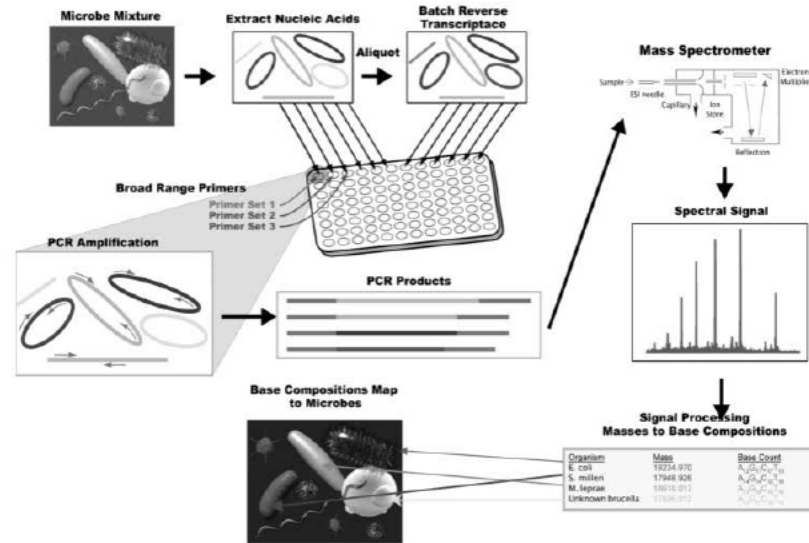 Microbe Mixture
Extract Nucleic Acids
Batch Reverse
Transcriptace
Aliquot
Mass Spectrometer
Sample
ESI needle
Capillary
Ion
Store
Electron
Multiplie
Reflectron
Broad Range Primers
Primer Set 1
Primer Set 2
Primer Set 3
Spectral Signal
PCR Amplification
PCR Products
Base Compositions Map
to Microbes
Signal Processing
Masses to Base Compositions
Organism Mass Base Count
E. coli 18234.970
S. milleri 17948.926
M. leprae
Unknown brucella